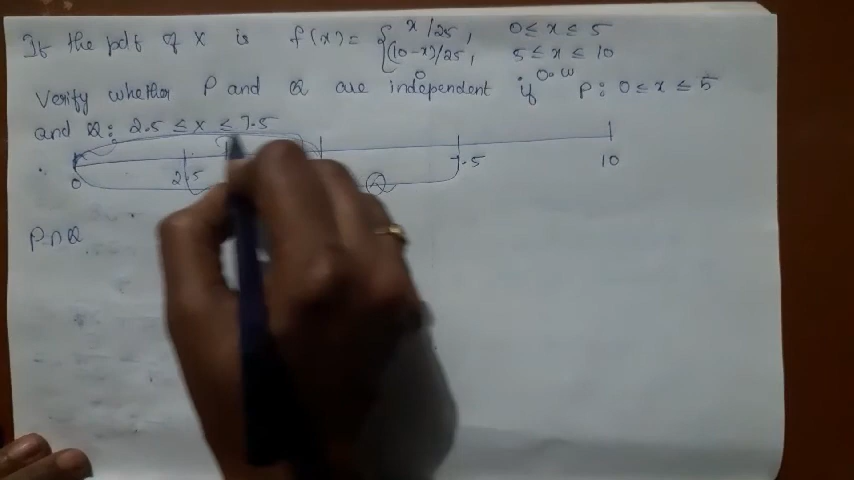 If the pdf of X is f(x) = { x/25, 0 ≤ x ≤ 5
(10-x)/25, 5 ≤ x ≤ 10
0 O.W
Verify whether P and Q are independent if P: 0 ≤ x ≤ 5
and Q: 2.5 ≤ x ≤ 7.5
0 2.5 Q 7.5 10
P∩Q